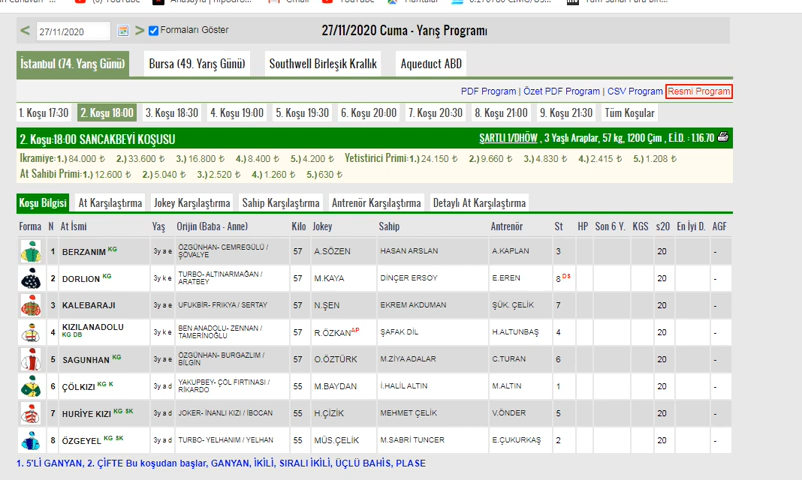 < 27/11/2020 > Formaları Göster 27/11/2020 Cuma - Yarış Programı
İstanbul (74. Yarış Günü) Bursa (49. Yarış Günü) Southwell Birleşik Krallık Aqueduct ABD
PDF Program | Özet PDF Program | CSV Program Resmi Program
1. Koşu 17:30 2. Koşu 18:00 3. Koşu 18:30 4. Koşu 19:00 5. Koşu 19:30 6. Koşu 20:00 7. Koşu 20:30 8. Koşu 21:00 9. Koşu 21:30 Tüm Koşular
2. Koşu:18:00 SANCAKBEYİ KOŞUSU ŞARTLI 1/DHÖW , 3 Yaşlı Araplar, 57 kg, 1200 Çim , E.İ.D. : 1.16.70
Ikramiye:1.) 84.000 ₺ 2.) 33.600 ₺ 3.) 16.800 ₺ 4.) 8.400 ₺ 5.) 4.200 ₺ Yetistirici Primi:1.) 24.150 ₺ 2.) 9.660 ₺ 3.) 4.830 ₺ 4.) 2.415 ₺ 5.) 1.208 ₺
At Sahibi Primi:1.) 12.600 ₺ 2.) 5.040 ₺ 3.) 2.520 ₺ 4.) 1.260 ₺ 5.) 630 ₺
Koşu Bilgisi At Karşılaştırma Jokey Karşılaştırma Sahip Karşılaştırma Antrenör Karşılaştırma Detaylı At Karşılaştırma
Forma N At İsmi Yaş Orijin (Baba - Anne) Kilo Jokey Sahip Antrenör St HP Son 6 Y. KGS s20 En İyi D. AGF
1 BERZANIM KG 3y a e ÖZGÜNHAN- CEMREGÜLÜ / ŞÖVALYE 57 A.SÖZEN HASAN ARSLAN A.KAPLAN 3 20 -
2 DORLION KG 3y k e TURBO- ALTINARMAĞAN / ARATBEY 57 M.KAYA DİNÇER ERSOY E.EREN 8 DS 20 -
3 KALEBARAJI 3y a e UFUKBİR- FRIKYA / SERTAY 57 N.ŞEN EKREM AKDUMAN ŞÜK. ÇELİK 7 20 -
4 KIZILANADOLU KG DB 3y k e BEN ANADOLU- ZENNAN / TAMERİNOĞLU 57 R.ÖZKAN AP ŞAFAK DİL H.ALTUNBAŞ 4 20 -
5 SAGUNHAN KG 3y a e ÖZGÜNHAN- BURGAZLIM / BİLGİN 57 O.ÖZTÜRK M.ZİYA ADALAR C.TURAN 6 20 -
6 ÇÖLKIZI KG K 3y a d YAKUPBEY- ÇOL FIRTINASI / RİKARDO 55 M.BAYDAN İ.HALİL ALTIN M.ALTIN 1 20 -
7 HURİYE KIZI KG SK 3y a d JOKER- İNANLI KIZI / İBOCAN 55 H.ÇİZİK MEHMET ÇELİK V.ÖNDER 5 20 -
8 ÖZGEYEL KG SK 3y a d TURBO- YELHANIM / YELHAN 55 MÜS.ÇELİK M.SABRİ TUNCER E.ÇUKURKAŞ 2 20 -
1. 5'Lİ GANYAN, 2. ÇİFTE Bu koşudan başlar, GANYAN, İKİLİ, SIRALI İKİLİ, ÜÇLÜ BAHİS, PLASE